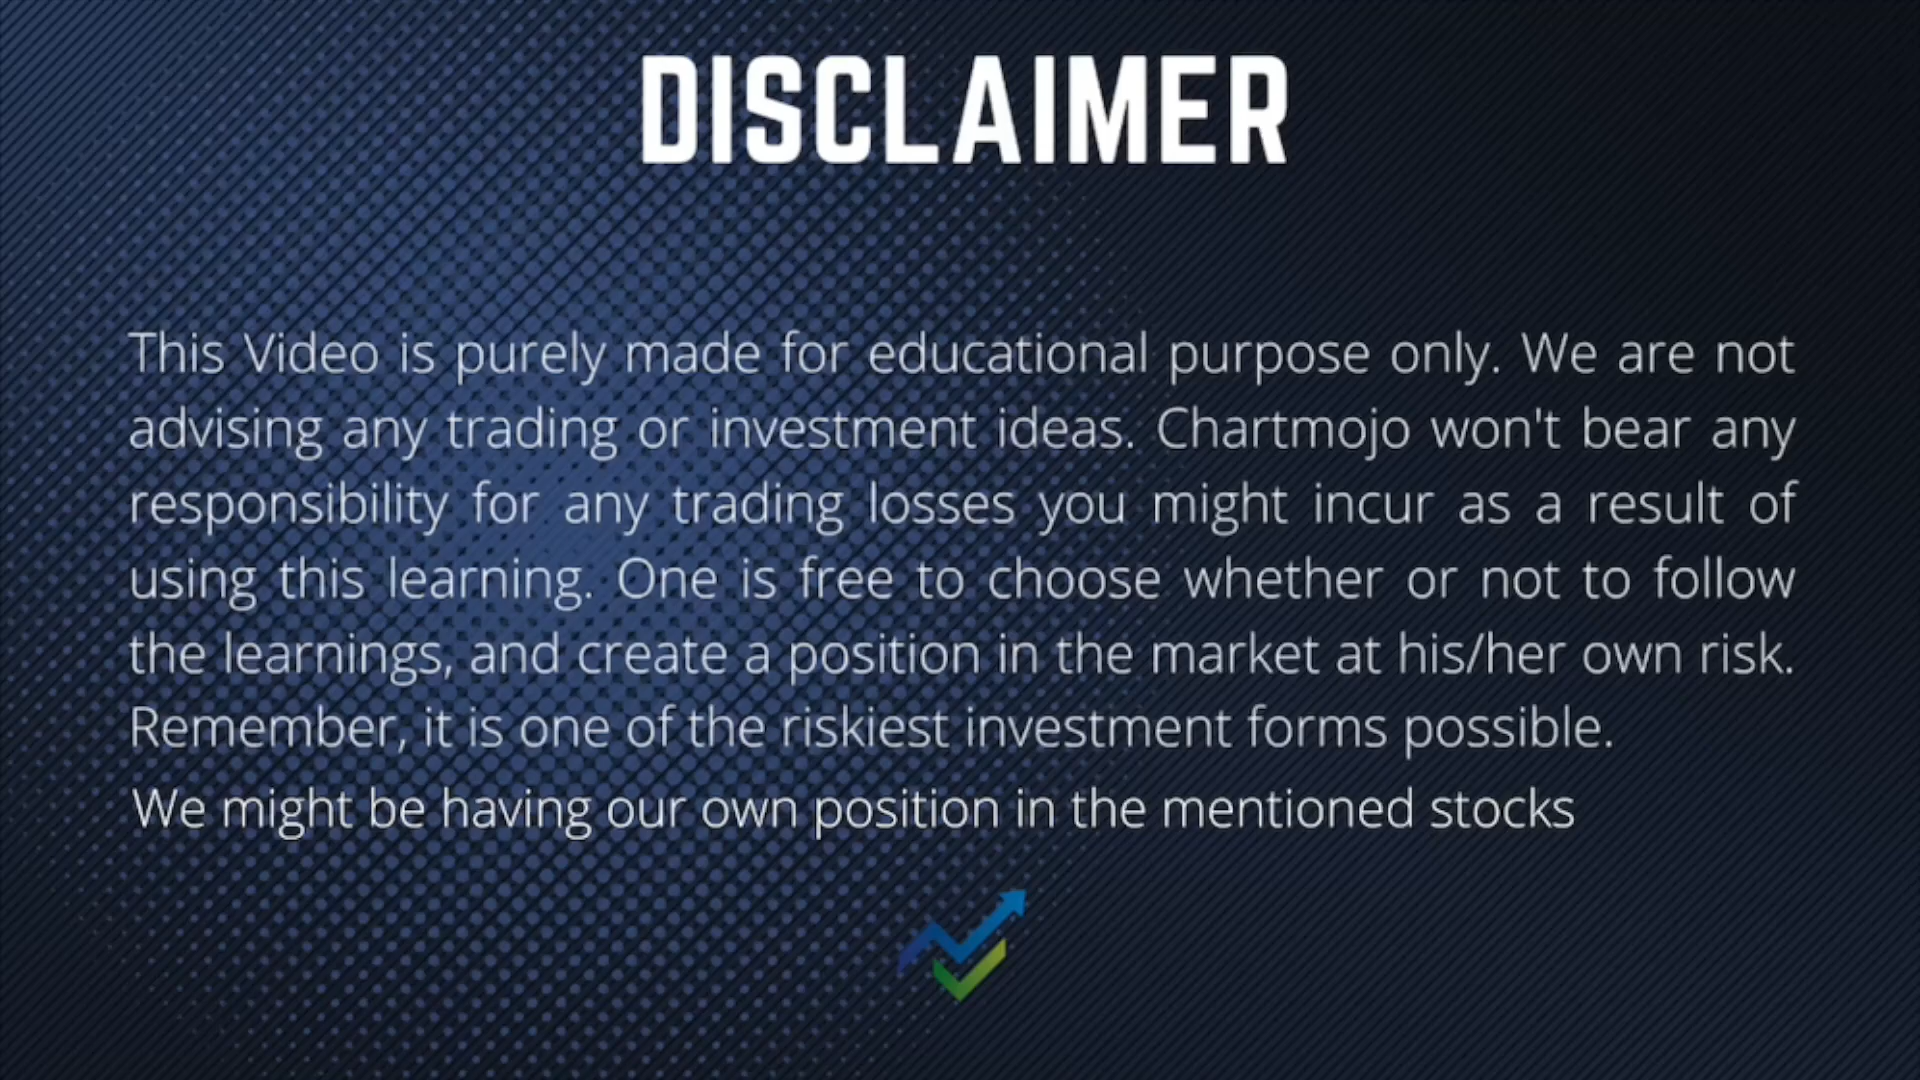 DISCLAIMER
This Video is purely made for educational purpose only. We are not
advising any trading or investment ideas. Chartmojo won't bear any
responsibility for any trading losses you might incur as a result of
using this learning. One is free to choose whether or not to follow
the learnings, and create a position in the market at his/her own risk.
Remember, it is one of the riskiest investment forms possible.
We might be having our own position in the mentioned stocks